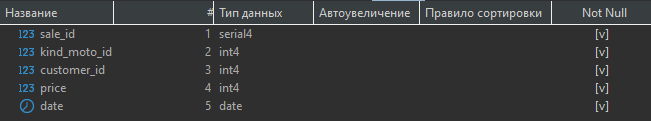 Название # Тип данных Автоувеличение Правило сортировки Not Null
123 sale_id 1 serial4 [v]
123 kind_moto_id 2 int4 [v]
123 customer_id 3 int4 [v]
123 price 4 int4 [v]
date 5 date [v]